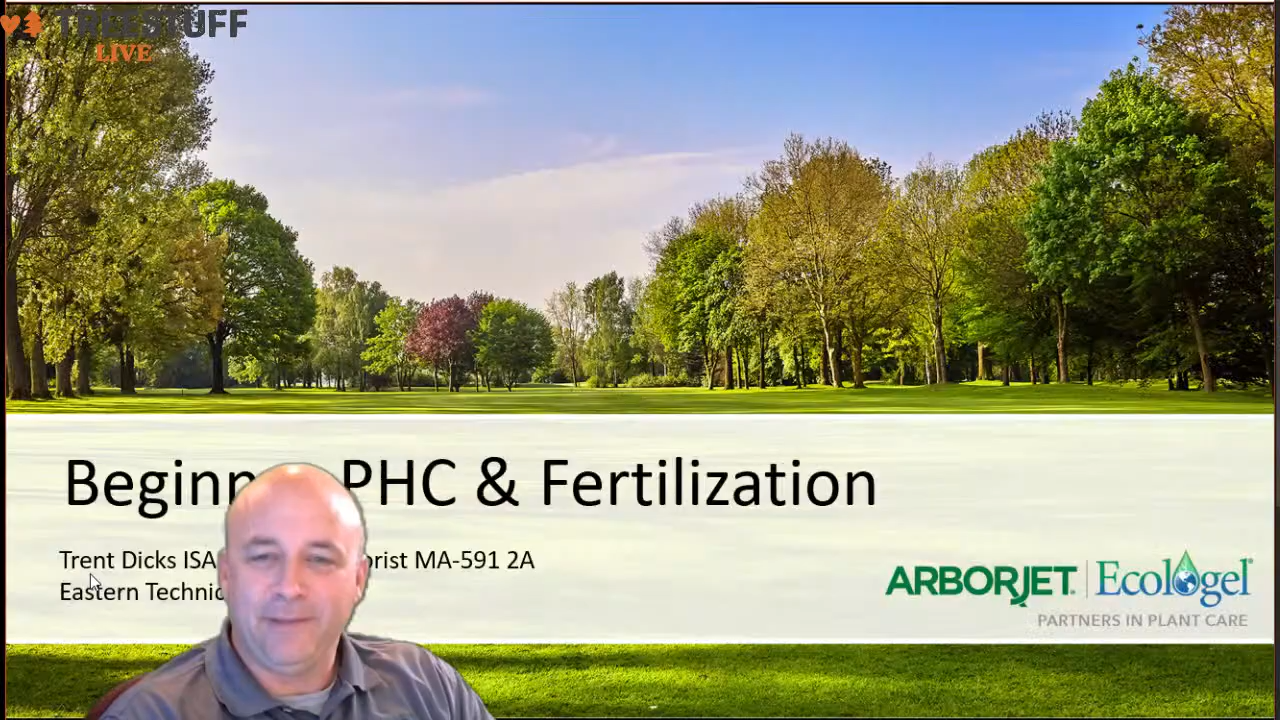 TREESTUFF
LIVE
Beginn PHC & Fertilization
Trent Dicks ISA orist MA-591 2A
Eastern Technic
ARBORJET Ecologel
PARTNERS IN PLANT CARE